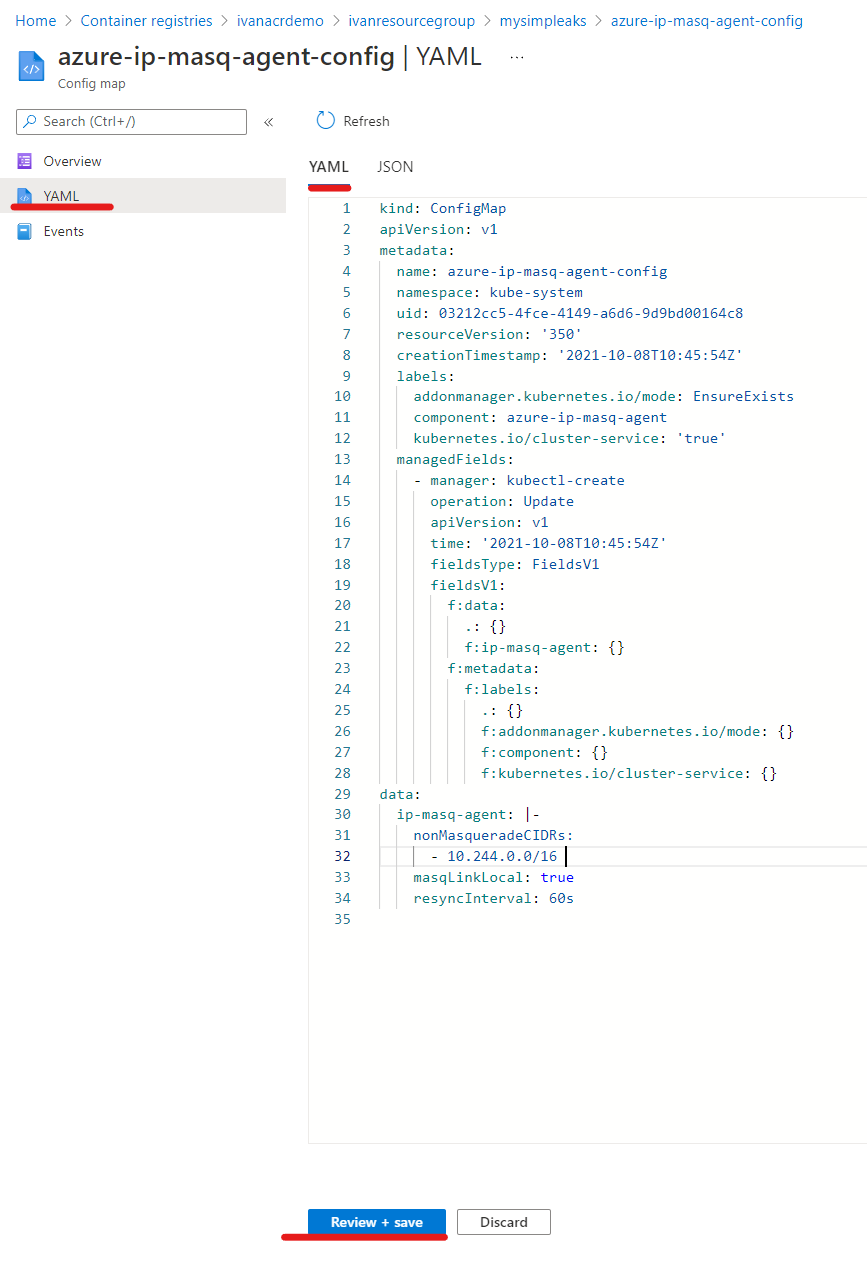 Home > Container registries > ivanacrdemo > ivanresourcegroup > mysimpleaks > azure-ip-masq-agent-config
azure-ip-masq-agent-config | YAML ...
Config map
Search (Ctrl+/)
«
Refresh
Overview
YAML
Events
YAML JSON
1 kind: ConfigMap
2 apiVersion: v1
3 metadata:
4   name: azure-ip-masq-agent-config
5   namespace: kube-system
6   uid: 03212cc5-4fce-4149-a6d6-9d9bd00164c8
7   resourceVersion: '350'
8   creationTimestamp: '2021-10-08T10:45:54Z'
9   labels:
10     addonmanager.kubernetes.io/mode: EnsureExists
11     component: azure-ip-masq-agent
12     kubernetes.io/cluster-service: 'true'
13   managedFields:
14     - manager: kubectl-create
15       operation: Update
16       apiVersion: v1
17       time: '2021-10-08T10:45:54Z'
18       fieldsType: FieldsV1
19       fieldsV1:
20         f:data:
21           .: {}
22           f:ip-masq-agent: {}
23         f:metadata:
24           f:labels:
25             .: {}
26             f:addonmanager.kubernetes.io/mode: {}
27             f:component: {}
28             f:kubernetes.io/cluster-service: {}
29 data:
30   ip-masq-agent: |-
31     nonMasqueradeCIDRs:
32       - 10.244.0.0/16
33     masqLinkLocal: true
34     resyncInterval: 60s
35
Review + save
Discard